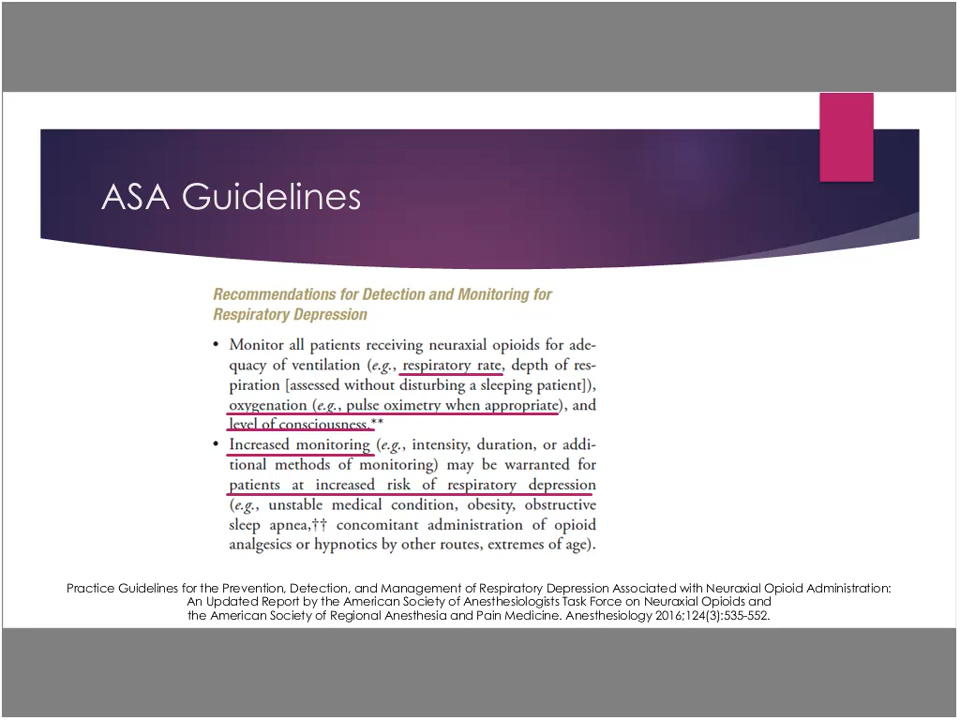 ASA Guidelines
Recommendations for Detection and Monitoring for
Respiratory Depression
• Monitor all patients receiving neuraxial opioids for ade-
quacy of ventilation (e.g., respiratory rate, depth of res-
piration [assessed without disturbing a sleeping patient]),
oxygenation (e.g., pulse oximetry when appropriate), and
level of consciousness.**
• Increased monitoring (e.g., intensity, duration, or addi-
tional methods of monitoring) may be warranted for
patients at increased risk of respiratory depression
(e.g., unstable medical condition, obesity, obstructive
sleep apnea,†† concomitant administration of opioid
analgesics or hypnotics by other routes, extremes of age).
Practice Guidelines for the Prevention, Detection, and Management of Respiratory Depression Associated with Neuraxial Opioid Administration:
An Updated Report by the American Society of Anesthesiologists Task Force on Neuraxial Opioids and
the American Society of Regional Anesthesia and Pain Medicine. Anesthesiology 2016;124(3):535-552.